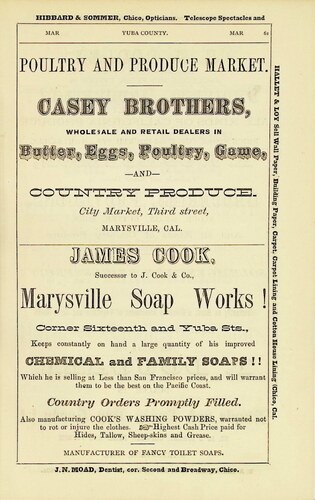 HIBBARD & SOMMER, Chico, Opticians. Telescope Spectacles and
MAR YUBA COUNTY. MAR 61
POULTRY AND PRODUCE MARKET.
CASEY BROTHERS,
WHOLESALE AND RETAIL DEALERS IN
Butter, Eggs, Poultry, Game,
—AND—
COUNTRY PRODUCE.
City Market, Third street,
MARYSVILLE, CAL.
JAMES COOK,
Successor to J. Cook & Co.,
Marysville Soap Works !
Corner Sixteenth and Yuba Sts.,
Keeps constantly on hand a large quantity of his improved
CHEMICAL and FAMILY SOAPS !!
Which he is selling at Less than San Francisco prices, and will warrant
them to be the best on the Pacific Coast.
Country Orders Promptly Filled.
Also manufacturing COOK'S WASHING POWDERS, warranted not
to rot or injure the clothes. ☞Highest Cash Price paid for
Hides, Tallow, Sheep-skins and Grease.
MANUFACTURER OF FANCY TOILET SOAPS.
J. N. MOAD, Dentist, cor. Second and Broadway, Chico.
HALLET & LOY Sell Wall Paper, Building Paper, Carpet, Carpet Lining and Cotton House Lining (Chico, Cal.